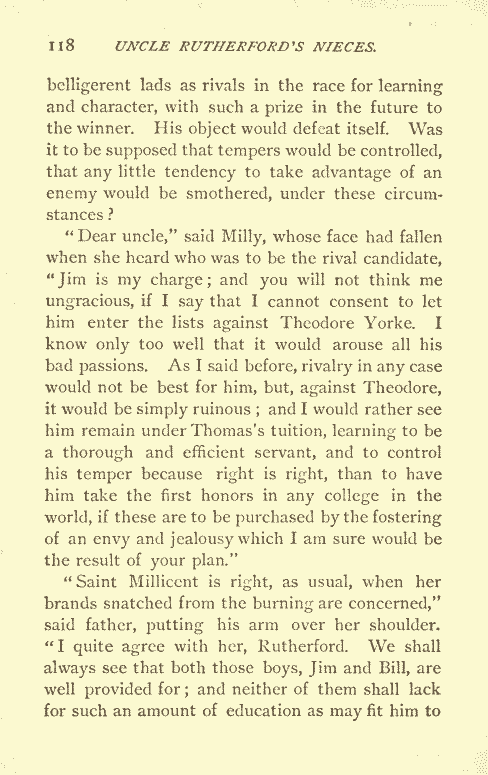 118 UNCLE RUTHERFORD'S NIECES.
belligerent lads as rivals in the race for learning
and character, with such a prize in the future to
the winner. His object would defeat itself. Was
it to be supposed that tempers would be controlled,
that any little tendency to take advantage of an
enemy would be smothered, under these circum-
stances?
"Dear uncle," said Milly, whose face had fallen
when she heard who was to be the rival candidate,
"Jim is my charge; and you will not think me
ungracious, if I say that I cannot consent to let
him enter the lists against Theodore Yorke. I
know only too well that it would arouse all his
bad passions. As I said before, rivalry in any case
would not be best for him, but, against Theodore,
it would be simply ruinous; and I would rather see
him remain under Thomas's tuition, learning to be
a thorough and efficient servant, and to control
his temper because right is right, than to have
him take the first honors in any college in the
world, if these are to be purchased by the fostering
of an envy and jealousy which I am sure would be
the result of your plan."
"Saint Millicent is right, as usual, when her
brands snatched from the burning are concerned,"
said father, putting his arm over her shoulder.
"I quite agree with her, Rutherford. We shall
always see that both those boys, Jim and Bill, are
well provided for; and neither of them shall lack
for such an amount of education as may fit him to